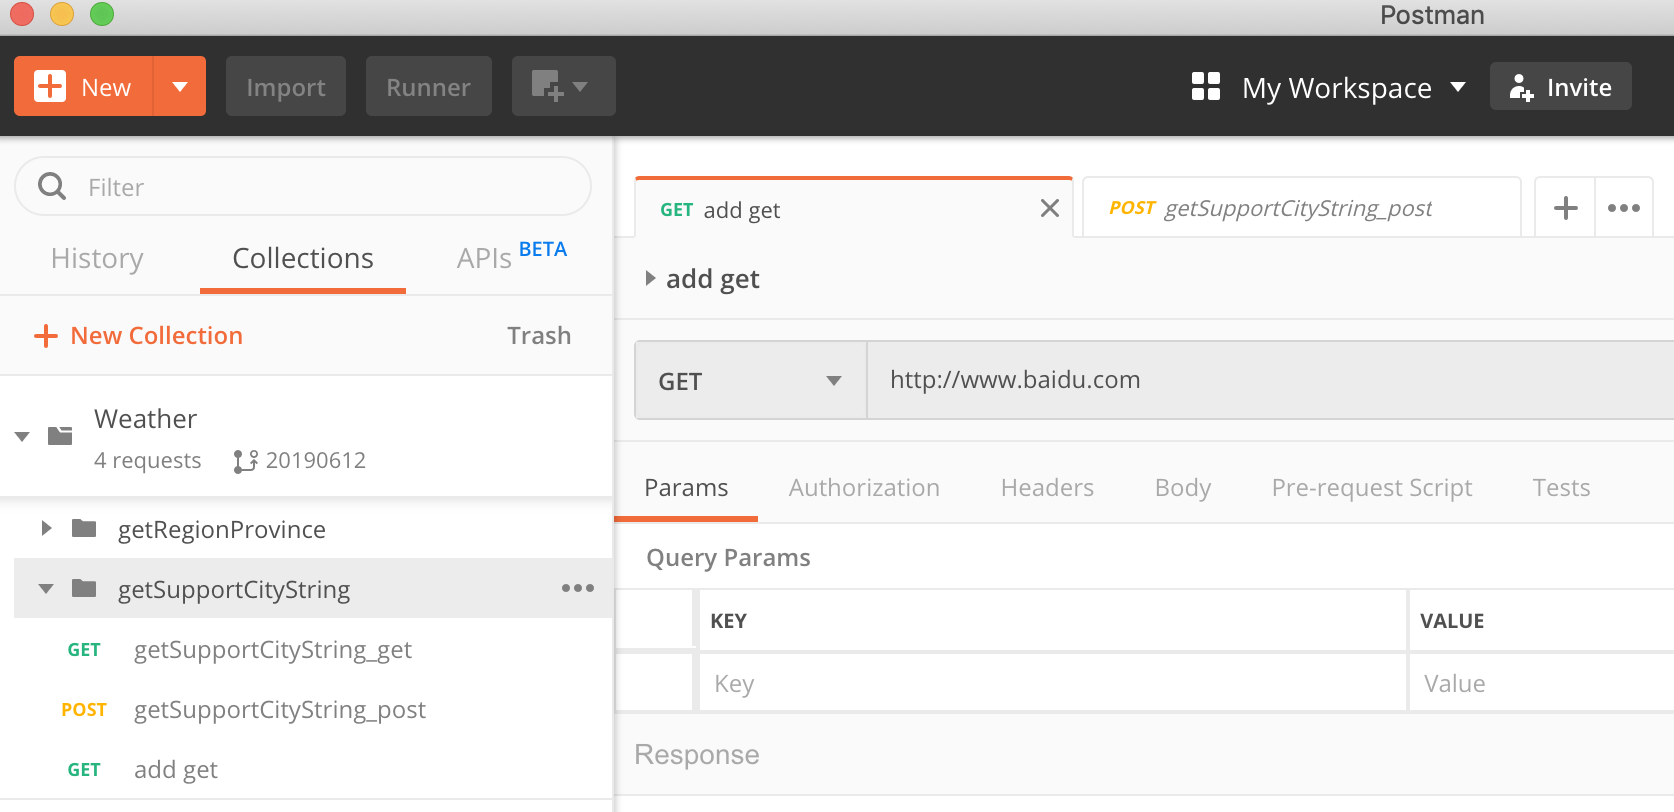 Postman
New
Import
Runner
My Workspace
Invite
Filter
History
Collections
APIs BETA
New Collection
Trash
Weather
4 requests
20190612
getRegionProvince
getSupportCityString
GET getSupportCityString_get
POST getSupportCityString_post
GET add get
GET add get
POST getSupportCityString_post
add get
GET
http://www.baidu.com
Params
Authorization
Headers
Body
Pre-request Script
Tests
Query Params
KEY
VALUE
Key
Value
Response